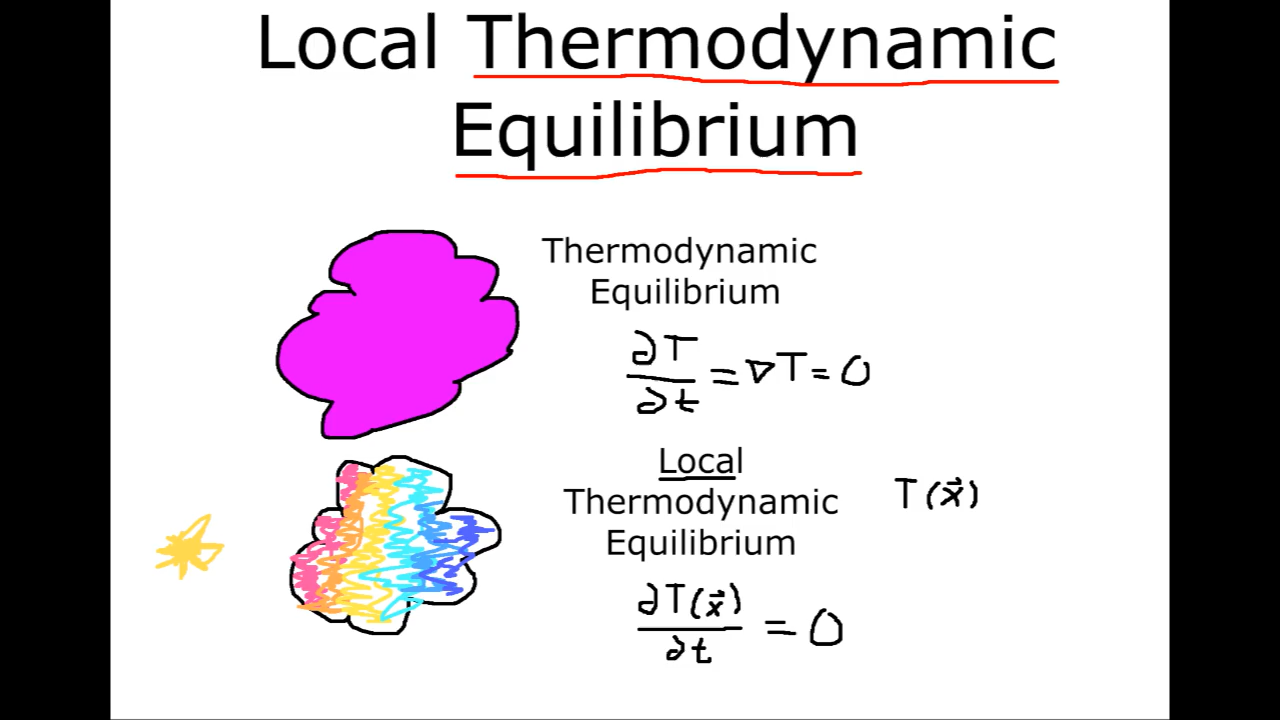 Local Thermodynamic
Equilibrium
Thermodynamic
Equilibrium
∂T/∂t = ∇T = 0
Local
Thermodynamic
Equilibrium
T(x⃗)
∂T(x⃗)/∂t = 0